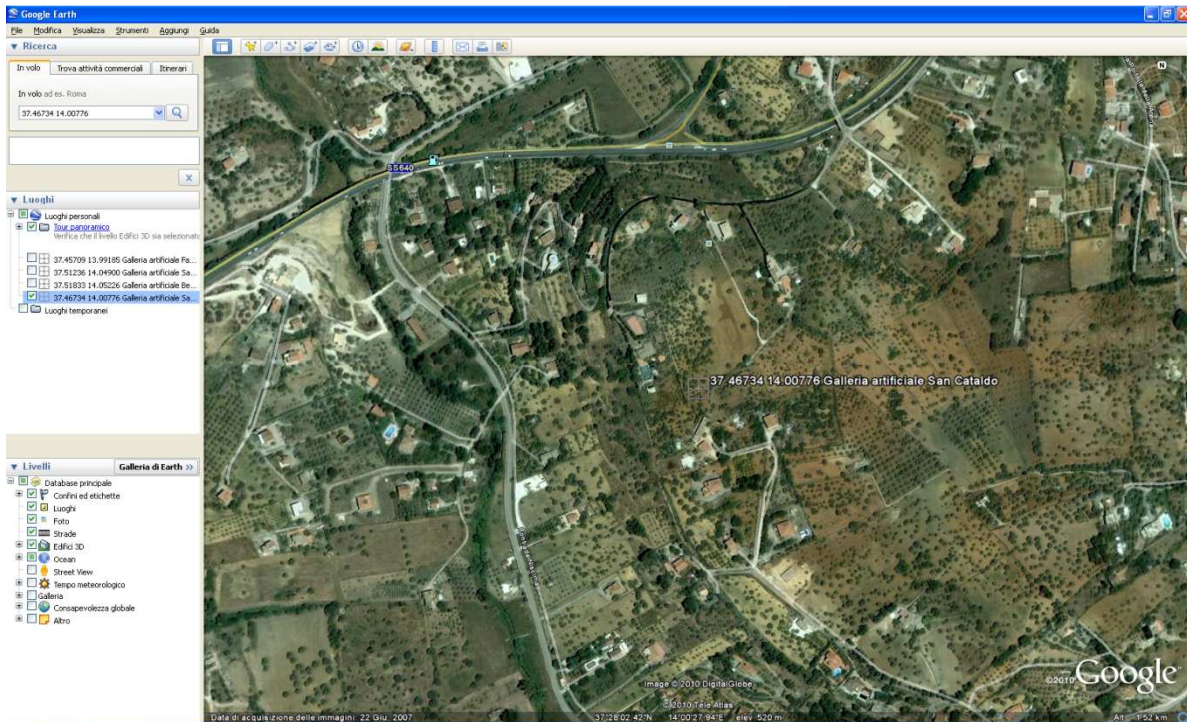 Google Earth
File Modifica Visualizza Strumenti Aggiungi Guida
Ricerca
In volo Trova attività commerciali Itinerari
In volo ad es. Roma
37.46734 14.00776
Luoghi
Luoghi personali
Tour panoramico
Verifica che il livello Edifici 3D sia selezionato
37.45709 13.99185 Galleria artificiale Fa...
37.51236 14.04900 Galleria artificiale Sa...
37.51833 14.05226 Galleria artificiale Be...
37.46734 14.00776 Galleria artificiale Sa...
Luoghi temporanei
Livelli
Galleria di Earth >>
Database principale
Confini ed etichette
Luoghi
Foto
Strade
Edifici 3D
Ocean
Street View
Tempo meteorologico
Galleria
Consapevolezza globale
Altro
N
SS640
37.46734 14.00776 Galleria artificiale San Cataldo
Image © 2010 DigitalGlobe
© 2010 Tele Atlas
©2010 Google
Data di acquisizione delle immagini: 22 Giu, 2007
37°28'02.42"N 14°00'27.94"E elev 520 m
Alt 1.52 km